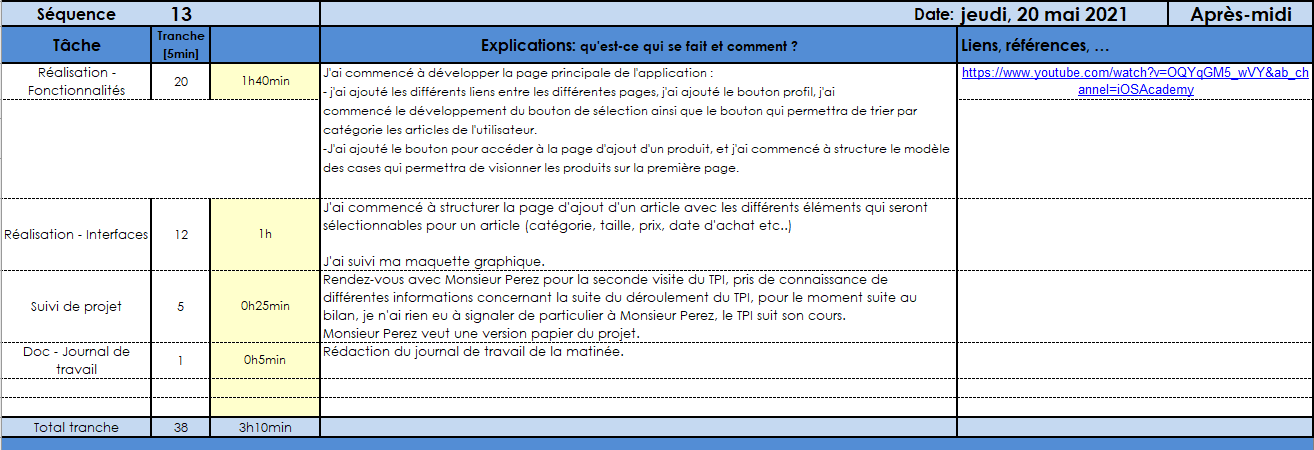 Séquence 13 Date: jeudi, 20 mai 2021 Après-midi
Tâche Tranche [5min] Explications: qu'est-ce qui se fait et comment ? Liens, références, …
Réalisation -
Fonctionnalités
20
1h40min
J'ai commencé à développer la page principale de l'application :
- j'ai ajouté les différents liens entre les différentes pages, j'ai ajouté le bouton profil, j'ai
commencé le développement du bouton de sélection ainsi que le bouton qui permettra de trier par
catégorie les articles de l'utilisateur.
-J'ai ajouté le bouton pour accéder à la page d'ajout d'un produit, et j'ai commencé à structure le modèle
des cases qui permettra de visionner les produits sur la première page.
https://www.youtube.com/watch?v=OQYqGM5_wVY&ab_ch
annel=iOSAcademy
Réalisation - Interfaces
12
1h
J'ai commencé à structurer la page d'ajout d'un article avec les différents éléments qui seront
sélectionnables pour un article (catégorie, taille, prix, date d'achat etc..)
J'ai suivi ma maquette graphique.
Suivi de projet
5
0h25min
Rendez-vous avec Monsieur Perez pour la seconde visite du TPI, pris de connaissance de
différentes informations concernant la suite du déroulement du TPI, pour le moment suite au
bilan, je n'ai rien eu à signaler de particulier à Monsieur Perez, le TPI suit son cours.
Monsieur Perez veut une version papier du projet.
Doc - Journal de
travail
1
0h5min
Rédaction du journal de travail de la matinée.
Total tranche 38 3h10min